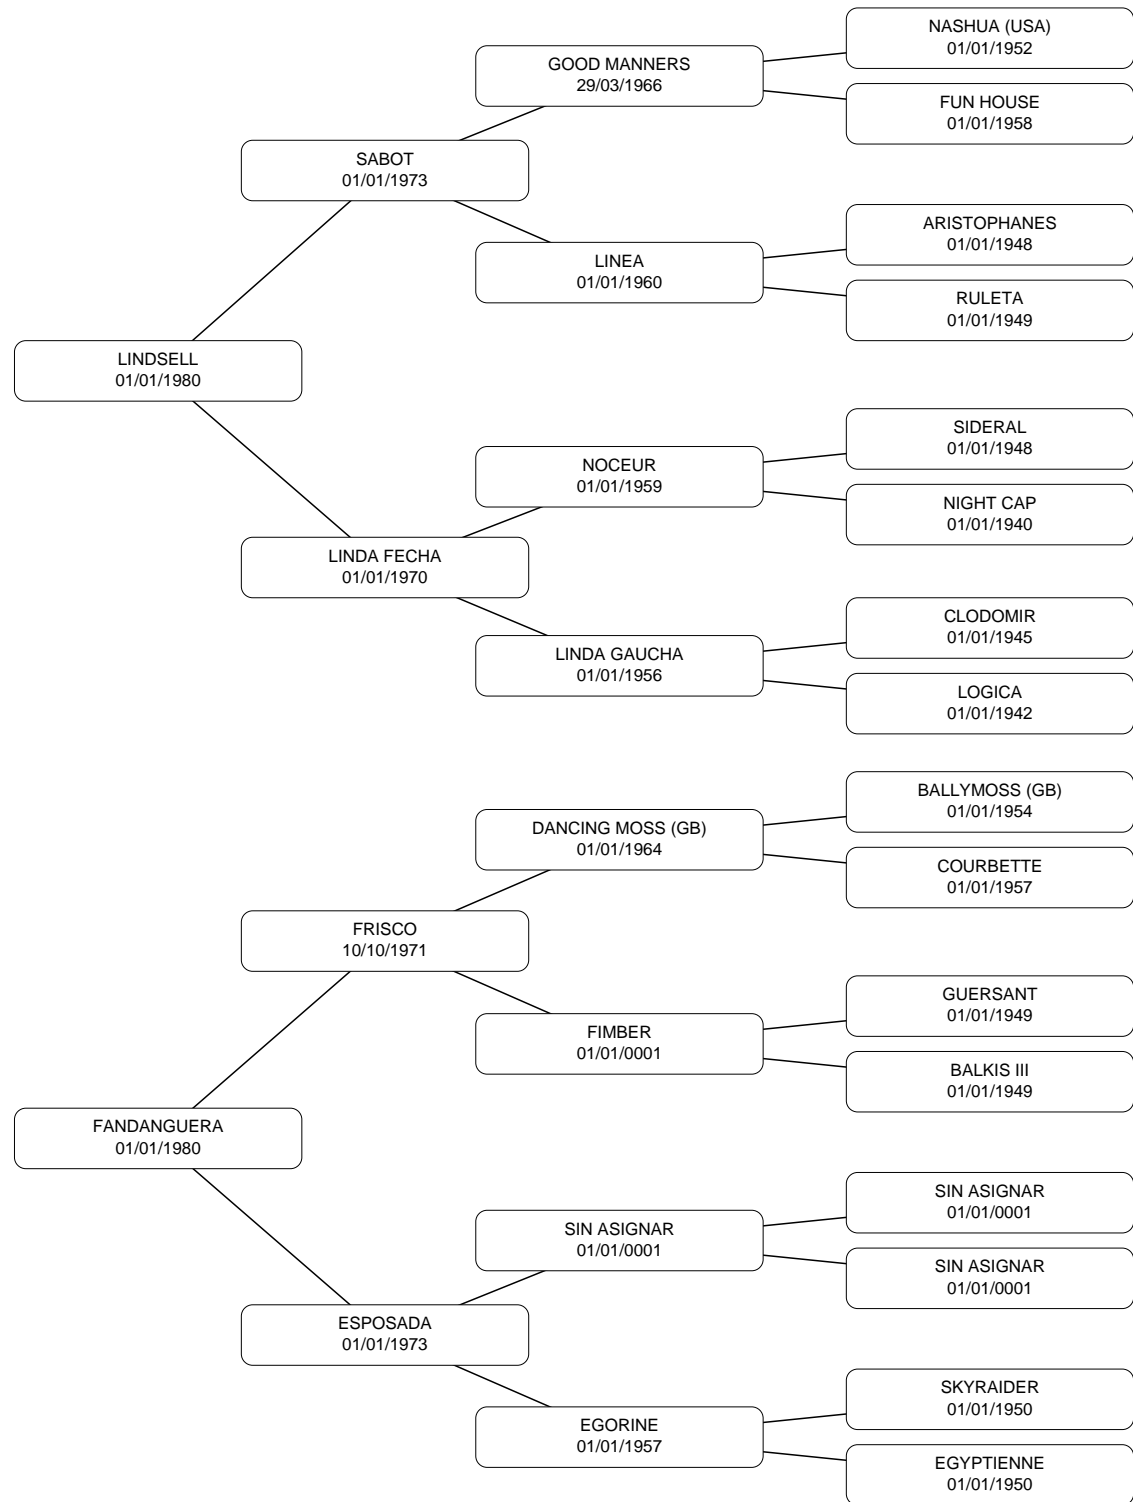 NASHUA (USA)
01/01/1952
GOOD MANNERS
29/03/1966
FUN HOUSE
01/01/1958
SABOT
01/01/1973
ARISTOPHANES
01/01/1948
LINEA
01/01/1960
RULETA
01/01/1949
LINDSELL
01/01/1980
SIDERAL
01/01/1948
NOCEUR
01/01/1959
NIGHT CAP
01/01/1940
LINDA FECHA
01/01/1970
CLODOMIR
01/01/1945
LINDA GAUCHA
01/01/1956
LOGICA
01/01/1942
BALLYMOSS (GB)
01/01/1954
DANCING MOSS (GB)
01/01/1964
COURBETTE
01/01/1957
FRISCO
10/10/1971
GUERSANT
01/01/1949
FIMBER
01/01/0001
BALKIS III
01/01/1949
FANDANGUERA
01/01/1980
SIN ASIGNAR
01/01/0001
SIN ASIGNAR
01/01/0001
SIN ASIGNAR
01/01/0001
ESPOSADA
01/01/1973
SKYRAIDER
01/01/1950
EGORINE
01/01/1957
EGYPTIENNE
01/01/1950